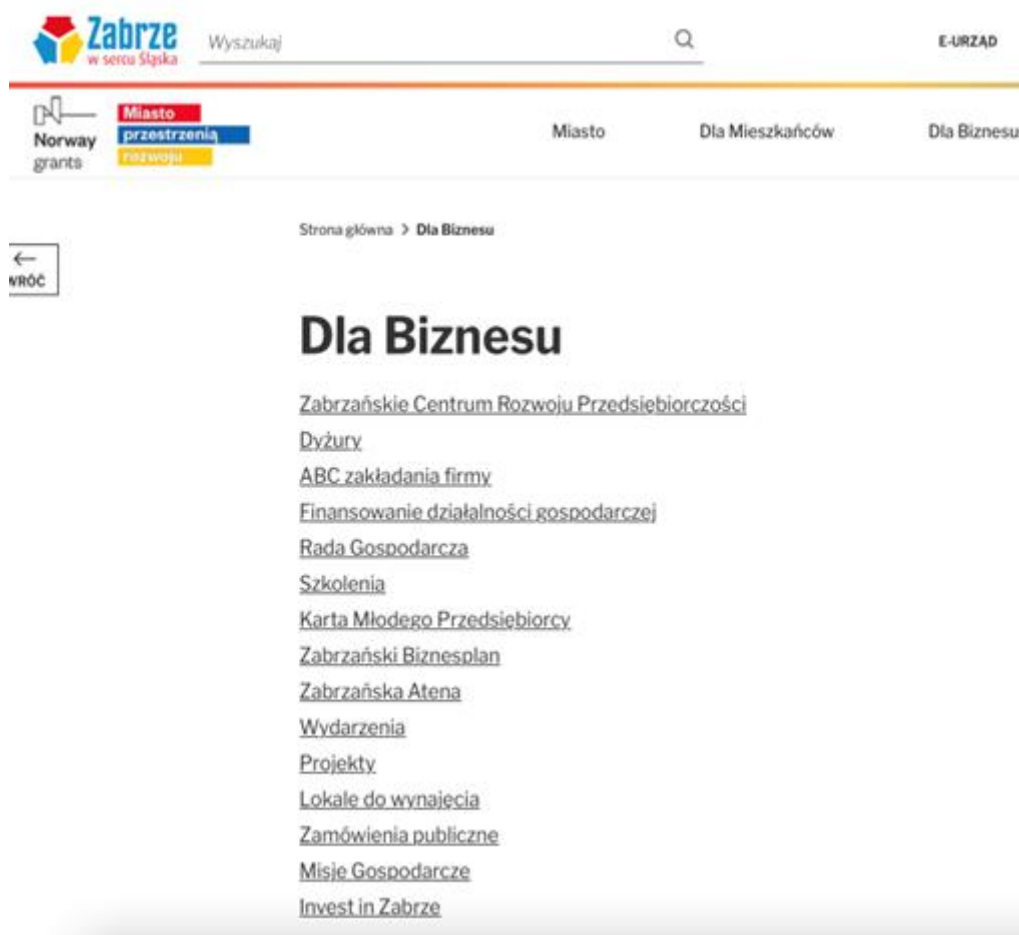 Zabrze
w sercu Śląska
Wyszukaj
E-URZĄD
Norway
grants
Miasto
przestrzenią
rozwoju
Miasto
Dla Mieszkańców
Dla Biznesu
Strona główna > Dla Biznesu
←
WRÓĆ
Dla Biznesu
Zabrzańskie Centrum Rozwoju Przedsiębiorczości
Dyżury
ABC zakładania firmy
Finansowanie działalności gospodarczej
Rada Gospodarcza
Szkolenia
Karta Młodego Przedsiębiorcy
Zabrzański Biznesplan
Zabrzańska Atena
Wydarzenia
Projekty
Lokale do wynajęcia
Zamówienia publiczne
Misje Gospodarcze
Invest in Zabrze